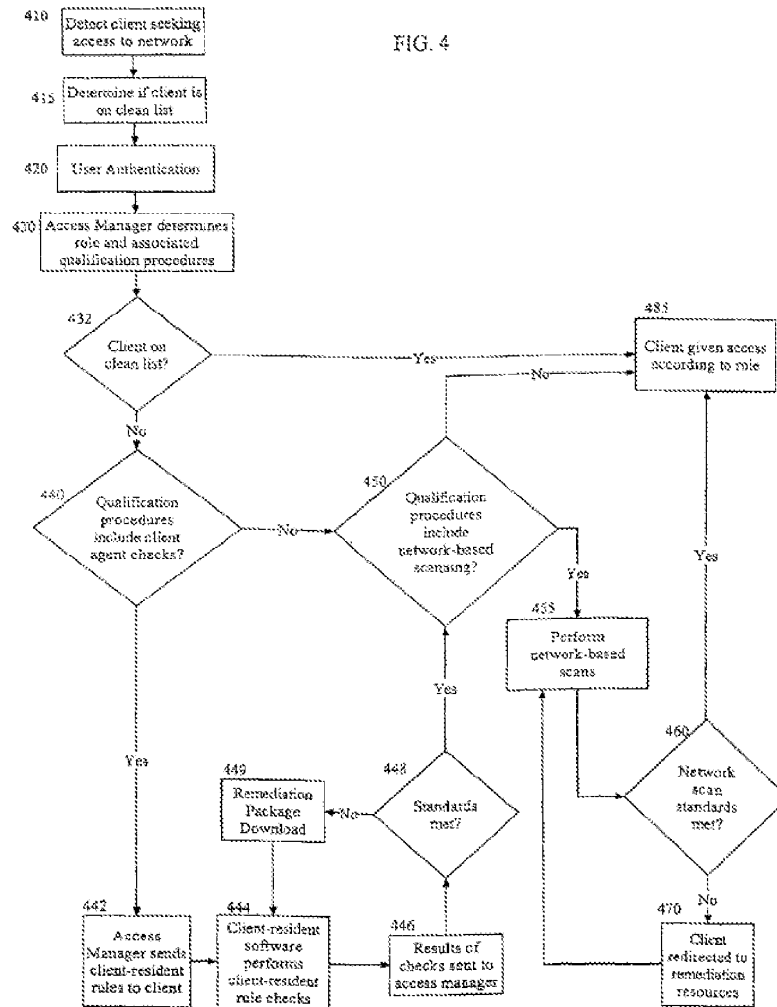 FIG. 4
410
Detect client seeking
access to network
415
Determine if client is
on clean list
420
User Authentication
430
Access Manager determines
role and associated
qualification procedures
432
Client on
clean list?
Yes
485
Client given access
according to role
No
No
440
Qualification
procedures
include client
agent checks?
No
450
Qualification
procedures
include
network-based
scanning?
Yes
Yes
455
Perform
network-based
scans
Yes
Yes
460
Network
scan
standards
met?
449
Remediation
Package
Download
No
448
Standards
met?
No
442
Access
Manager sends
client-resident
rules to client
444
Client-resident
software
performs
client-resident
rule checks
446
Results of
checks sent to
access manager
470
Client
redirected to
remediation
resources